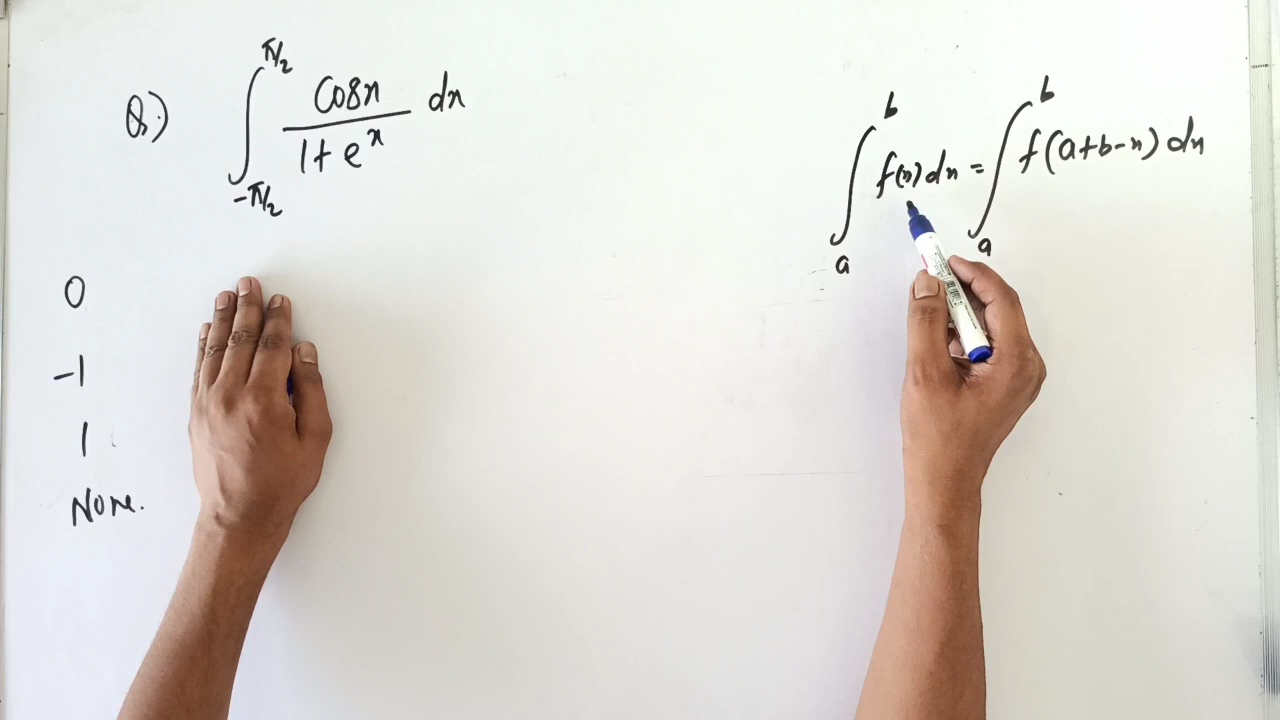 Q.) ∫_{-π/2}^{π/2} cosx / (1+e^x) dx
∫_a^b f(x)dx = ∫_a^b f(a+b-x) dx
0
-1
1
None.